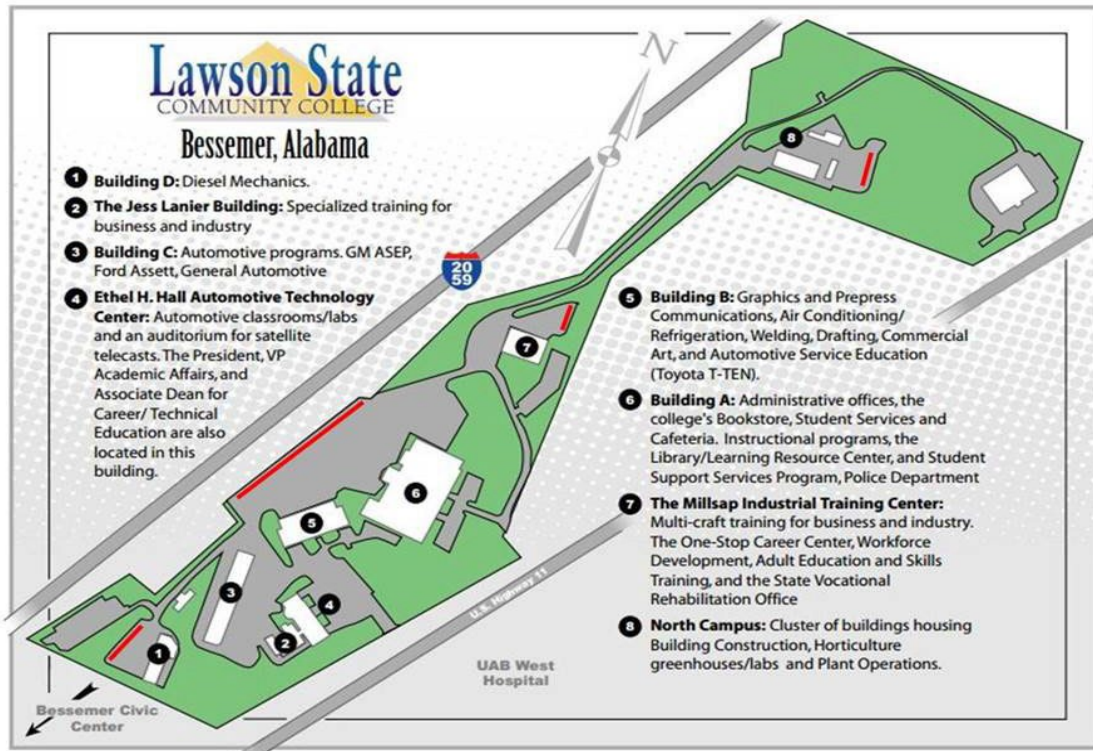 Lawson State
COMMUNITY COLLEGE
Bessemer, Alabama
1 Building D: Diesel Mechanics.
2 The Jess Lanier Building: Specialized training for
business and industry
3 Building C: Automotive programs. GM ASEP,
Ford Assett, General Automotive
4 Ethel H. Hall Automotive Technology
Center: Automotive classrooms/labs
and an auditorium for satellite
telecasts. The President, VP
Academic Affairs, and
Associate Dean for
Career/ Technical
Education are also
located in this
building.
N
20
59
8
7
6
5
3
4
2
1
5 Building B: Graphics and Prepress
Communications, Air Conditioning/
Refrigeration, Welding, Drafting, Commercial
Art, and Automotive Service Education
(Toyota T-TEN).
6 Building A: Administrative offices, the
college's Bookstore, Student Services and
Cafeteria. Instructional programs, the
Library/Learning Resource Center, and Student
Support Services Program, Police Department
7 The Millsap Industrial Training Center:
Multi-craft training for business and industry.
The One-Stop Career Center, Workforce
Development, Adult Education and Skills
Training, and the State Vocational
Rehabilitation Office
8 North Campus: Cluster of buildings housing
Building Construction, Horticulture
greenhouses/labs and Plant Operations.
U.S. Highway 11
UAB West
Hospital
Bessemer Civic
Center